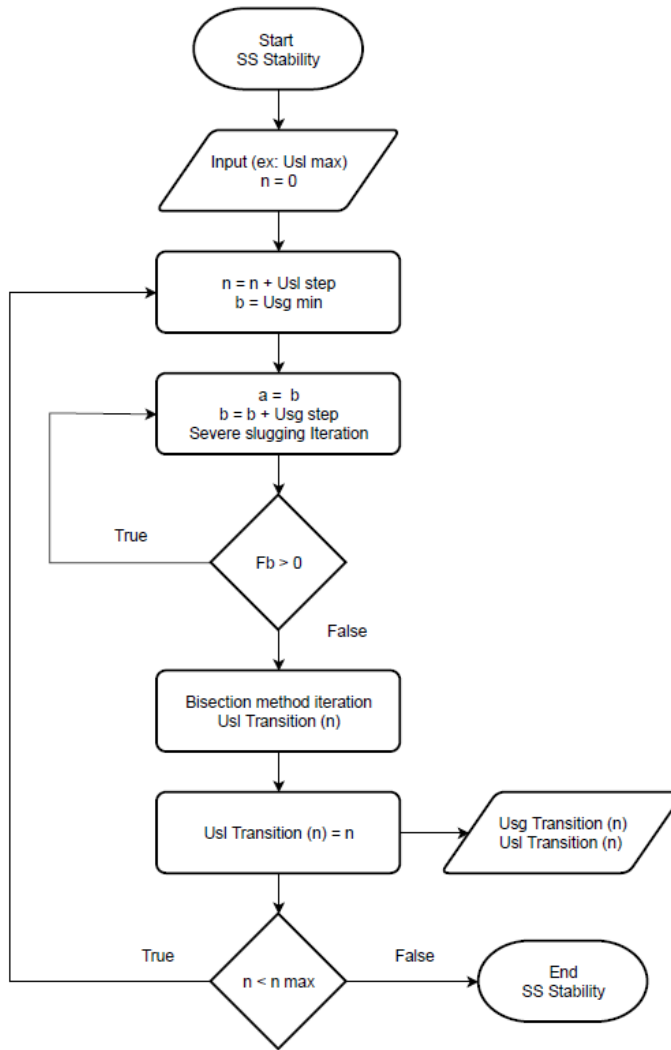 Start
SS Stability
Input (ex: Usl max)
n = 0
n = n + Usl step
b = Usg min
a = b
b = b + Usg step
Severe slugging Iteration
True
Fb > 0
False
Bisection method iteration
Usl Transition (n)
Usl Transition (n) = n
Usg Transition (n)
Usl Transition (n)
True
n < n max
False
End
SS Stability